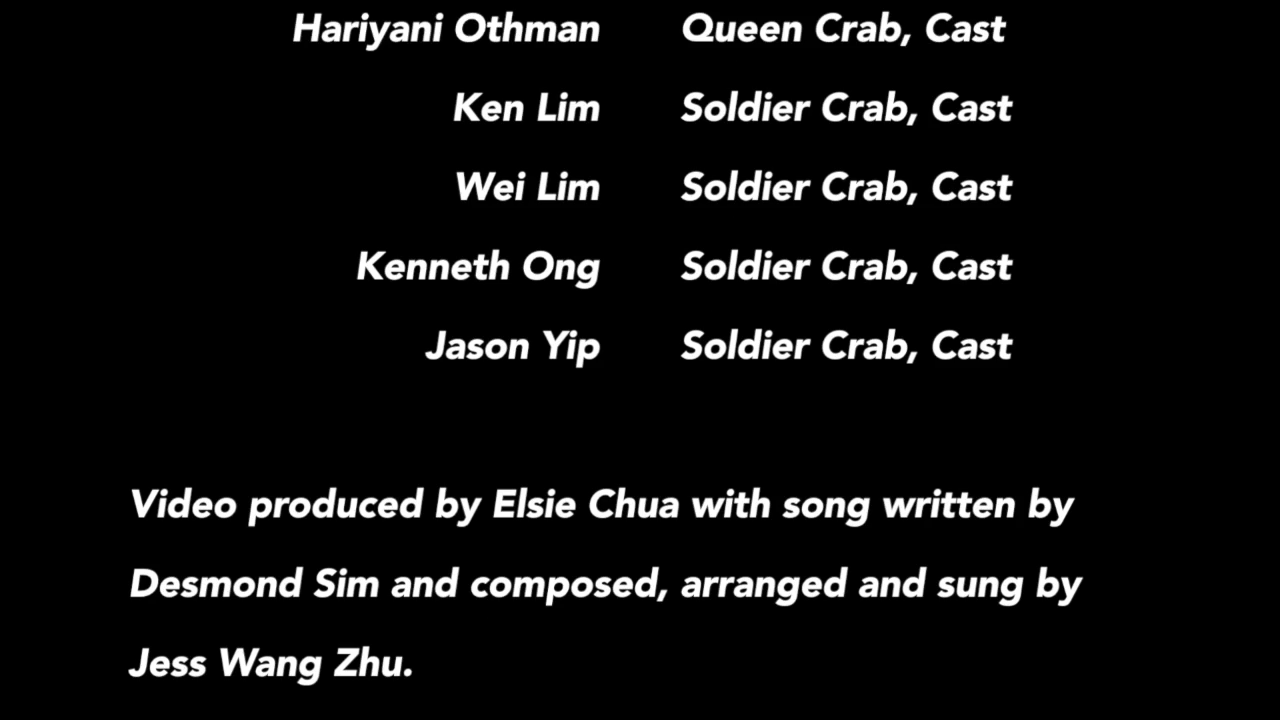 Hariyani Othman Queen Crab, Cast
Ken Lim Soldier Crab, Cast
Wei Lim Soldier Crab, Cast
Kenneth Ong Soldier Crab, Cast
Jason Yip Soldier Crab, Cast
Video produced by Elsie Chua with song written by
Desmond Sim and composed, arranged and sung by
Jess Wang Zhu.